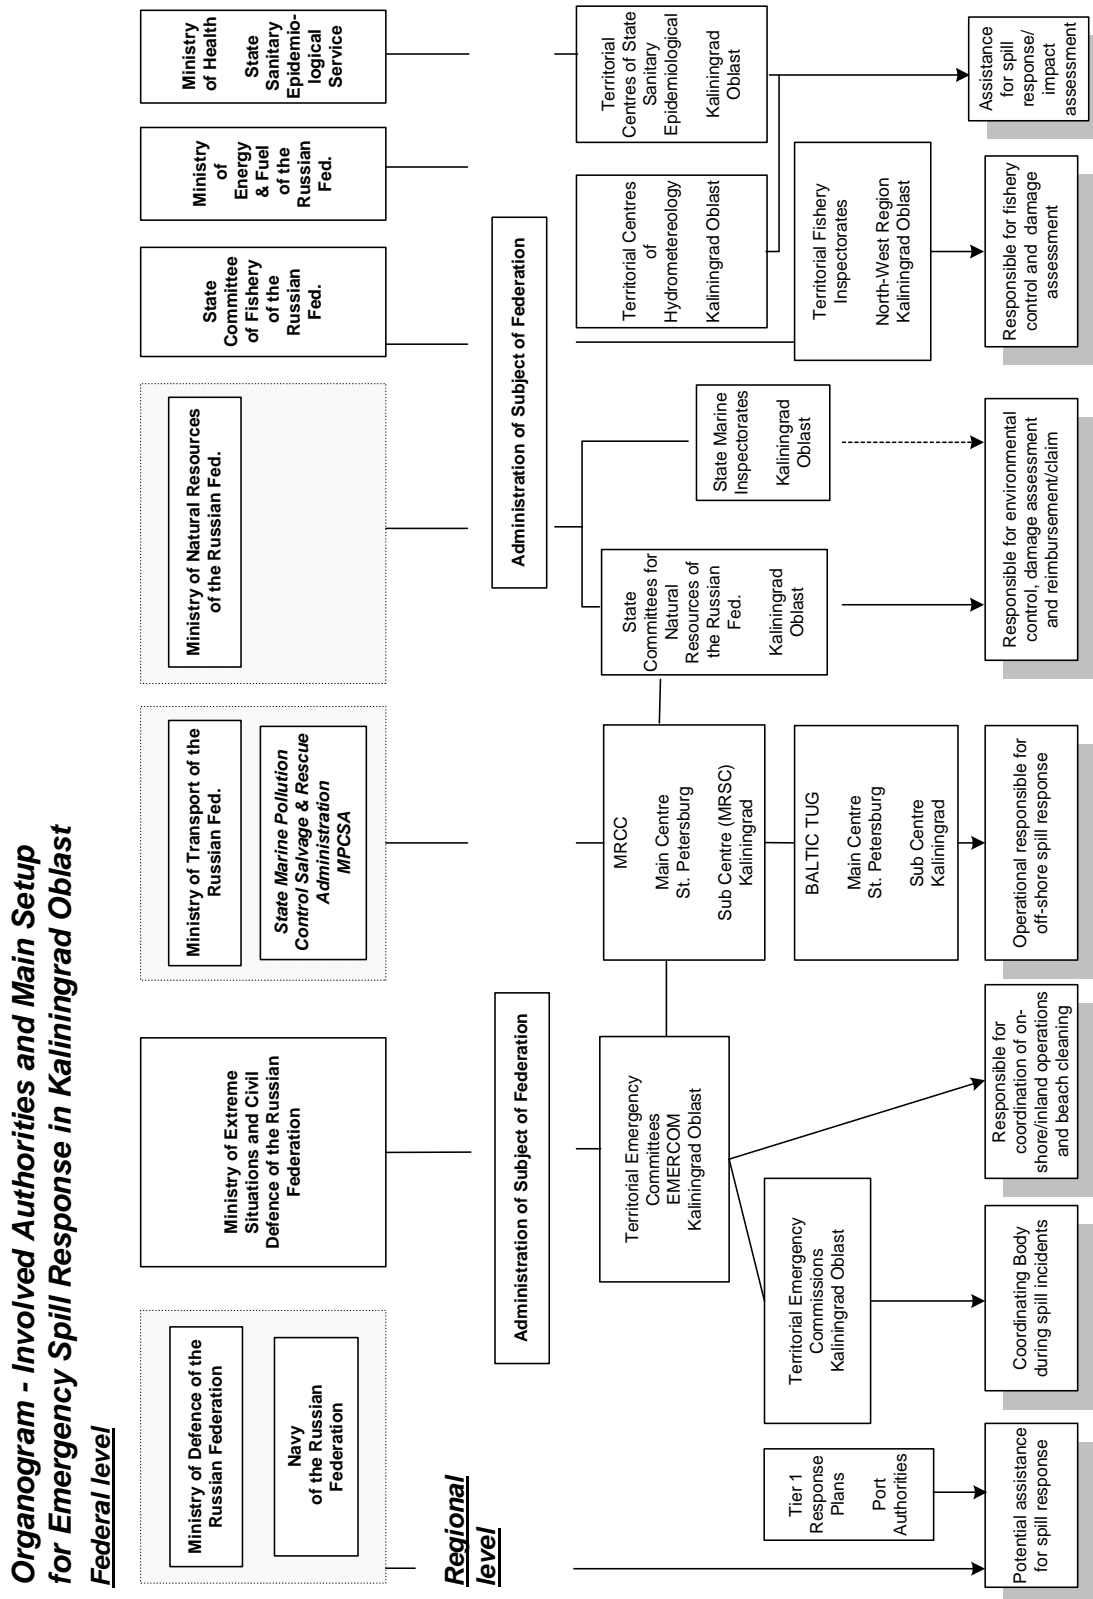 Organogram - Involved Authorities and Main Setup
for Emergency Spill Response in Kaliningrad Oblast
Federal level
Ministry of Defence of the
Russian Federation
Navy
of the Russian
Federation
Ministry of Extreme
Situations and Civil
Defence of the Russian
Federation
Ministry of Transport of the
Russian Fed.
State Marine Pollution
Control Salvage & Rescue
Administration
MPCSA
Ministry of Natural Resources
of the Russian Fed.
State
Committee
of Fishery
of the
Russian
Fed.
Ministry
of
Energy
& Fuel
of the
Russian
Fed.
Ministry
of Health
State
Sanitary
Epidemio-
logical
Service
Regional
level
Administration of Subject of Federation
Administration of Subject of Federation
Territorial Emergency
Committees
EMERCOM
Kaliningrad Oblast
MRCC
Main Centre
St. Petersburg
Sub Centre (MRSC)
Kaliningrad
State
Committees for
Natural
Resources of
the Russian
Fed.
Kaliningrad
Oblast
State Marine
Inspectorates
Kaliningrad
Oblast
Territorial Centres
of
Hydrometereology
Kaliningrad Oblast
Territorial
Centres of State
Sanitary
Epidemiological
Kaliningrad
Oblast
Tier 1
Response
Plans
Port
Authorities
Territorial Emergency
Commissions
Kaliningrad Oblast
BALTIC TUG
Main Centre
St. Petersburg
Sub Centre
Kaliningrad
Territorial Fishery
Inspectorates
North-West Region
Kaliningrad Oblast
Potential assistance
for spill response
Coordinating Body
during spill incidents
Responsible for
coordination of on-
shore/inland operations
and beach cleaning
Operational responsible for
off-shore spill response
Responsible for environmental
control, damage assessment
and reimbursement/claim
Responsible for fishery
control and damage
assessment
Assistance
for spill
response/
impact
assessment